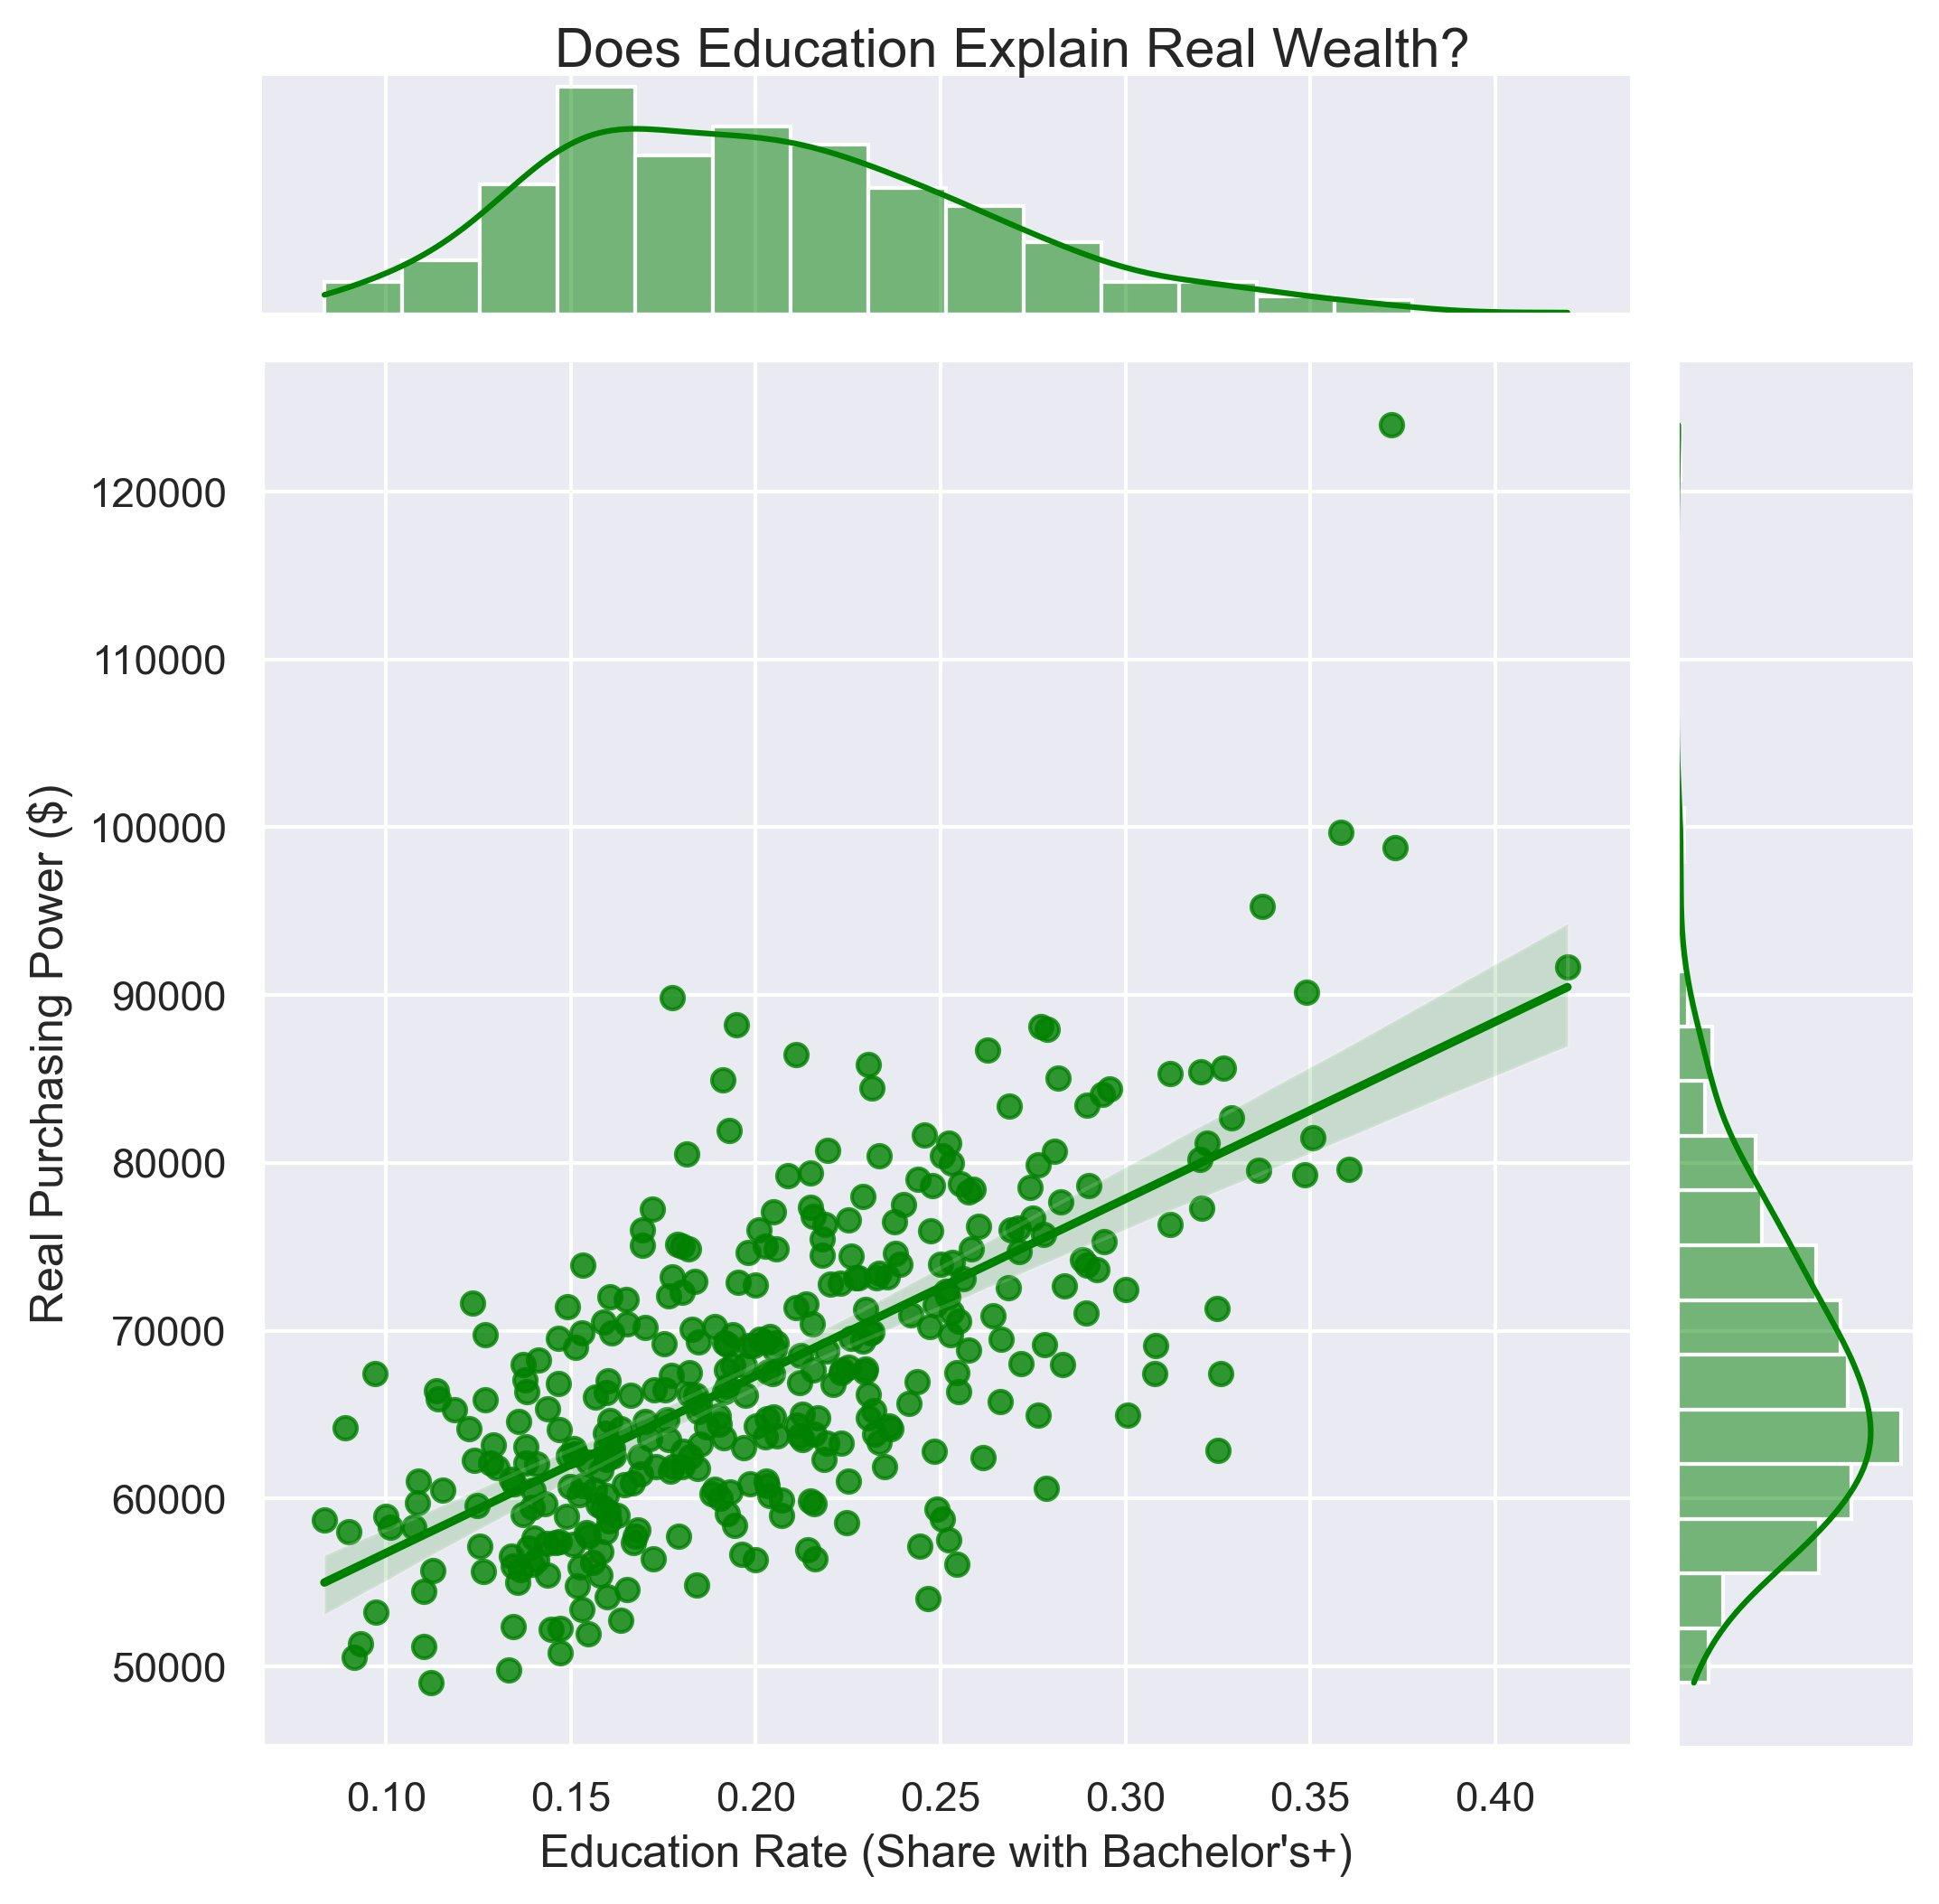 Does Education Explain Real Wealth?
120000
110000
100000
90000
80000
70000
60000
50000
Real Purchasing Power ($)
0.10 0.15 0.20 0.25 0.30 0.35 0.40
Education Rate (Share with Bachelor's+)